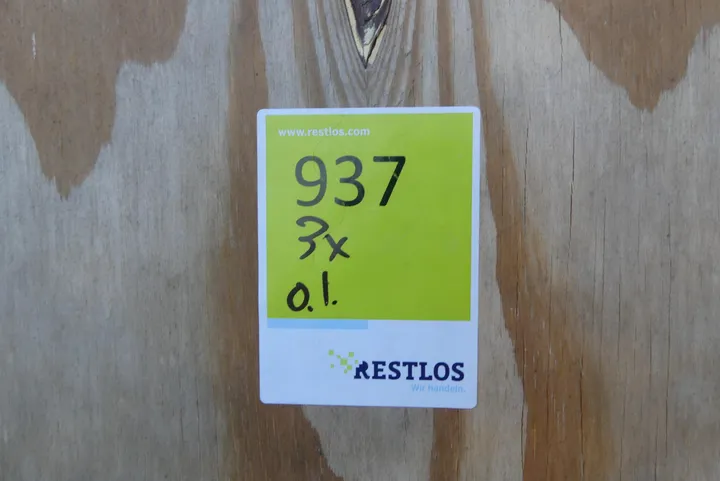 www.restlos.com
937
3x
o.l.
RESTLOS
Wir handeln.